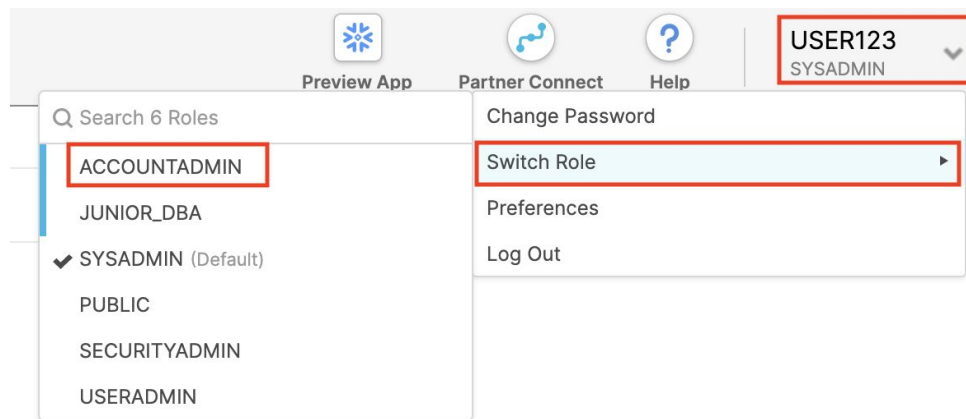 Preview App
Partner Connect
Help
USER123
SYSADMIN
Search 6 Roles
ACCOUNTADMIN
JUNIOR_DBA
SYSADMIN (Default)
PUBLIC
SECURITYADMIN
USERADMIN
Change Password
Switch Role
Preferences
Log Out